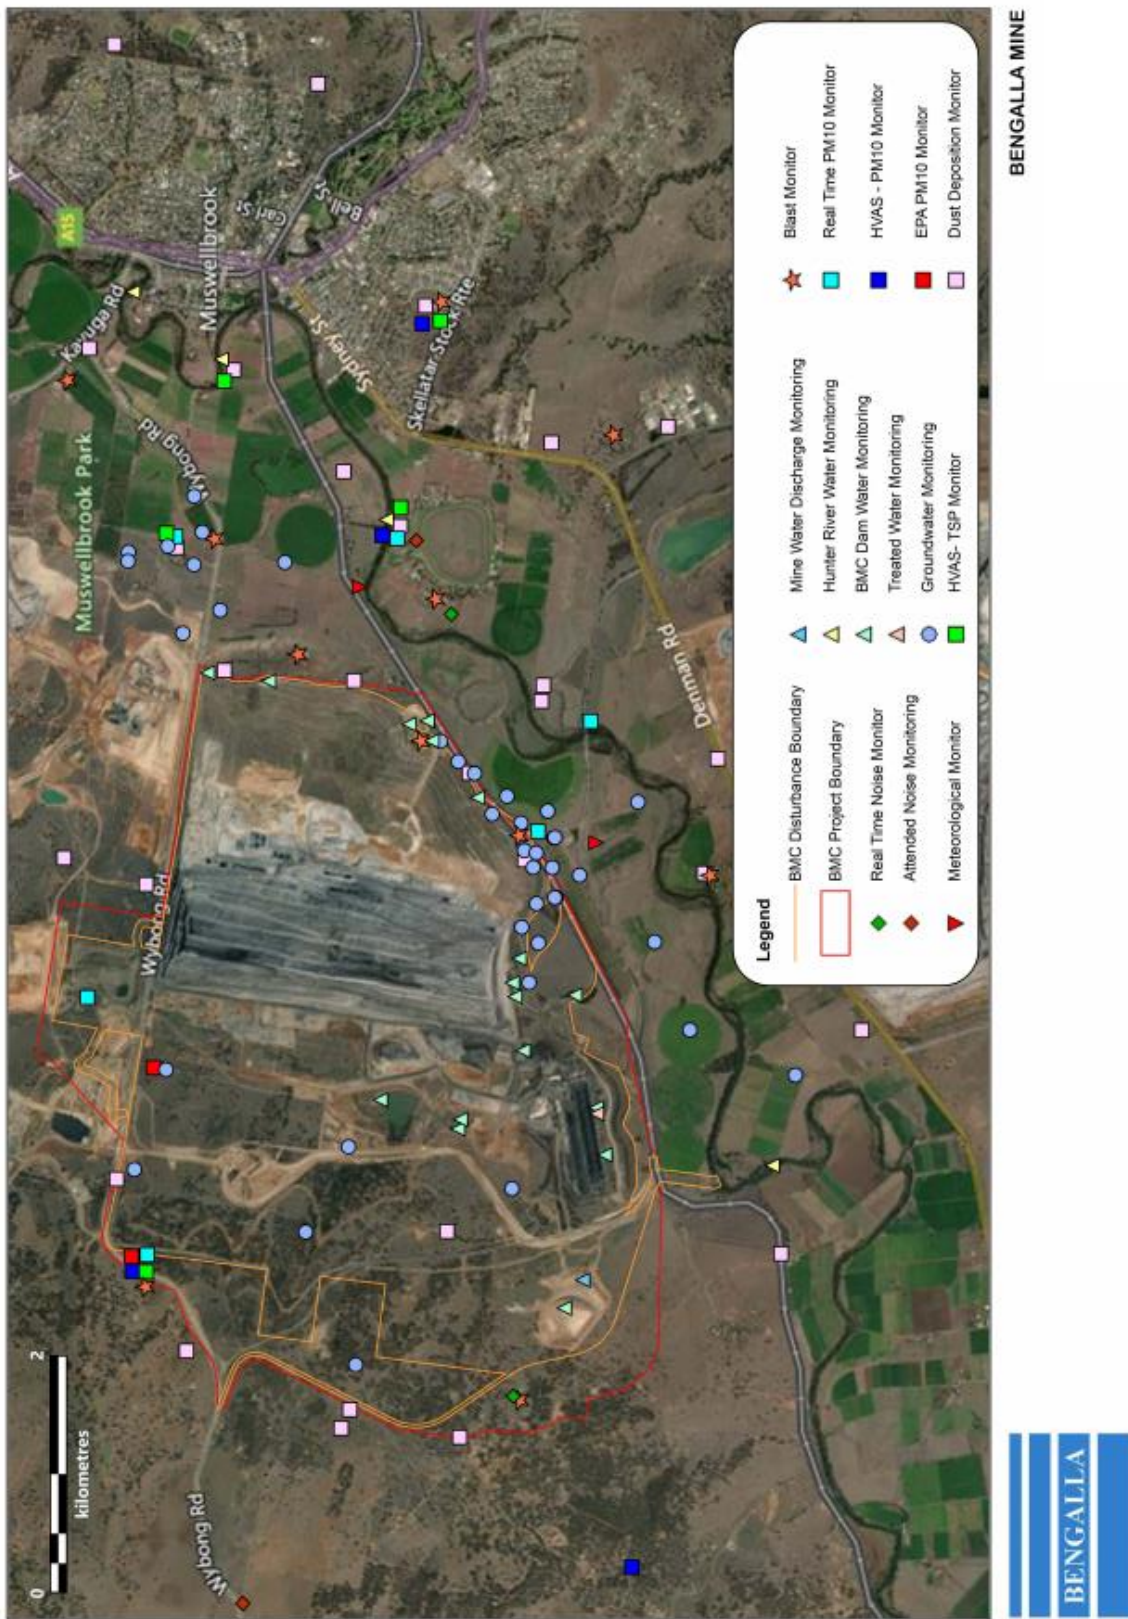 0
2
kilometres
Wybong Rd
Wybong Rd
Muswellbrook Park
Wybong Rd
Kayuga Rd
A15
Muswellbrook
Carl St
Bell St
Sydney St
Skellatar Stock Rte
Denman Rd
Legend
BMC Disturbance Boundary
BMC Project Boundary
Real Time Noise Monitor
Attended Noise Monitoring
Meteorological Monitor
Mine Water Discharge Monitoring
Hunter River Water Monitoring
BMC Dam Water Monitoring
Treated Water Monitoring
Groundwater Monitoring
HVAS- TSP Monitor
Blast Monitor
Real Time PM10 Monitor
HVAS - PM10 Monitor
EPA PM10 Monitor
Dust Deposition Monitor
BENGALLA
BENGALLA MINE